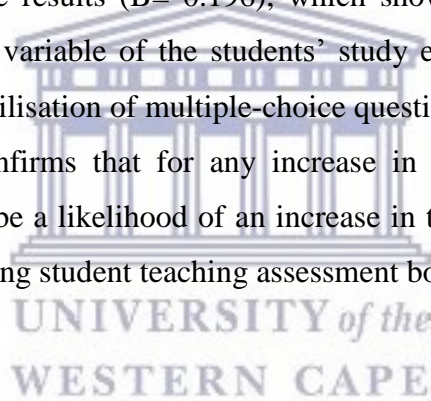 e results (B= 0.196), which show
variable of the students’ study e
ilisation of multiple-choice questi
nfirms that for any increase in
be a likelihood of an increase in t
ng student teaching assessment bo
UNIVERSITY of the
WESTERN CAPE